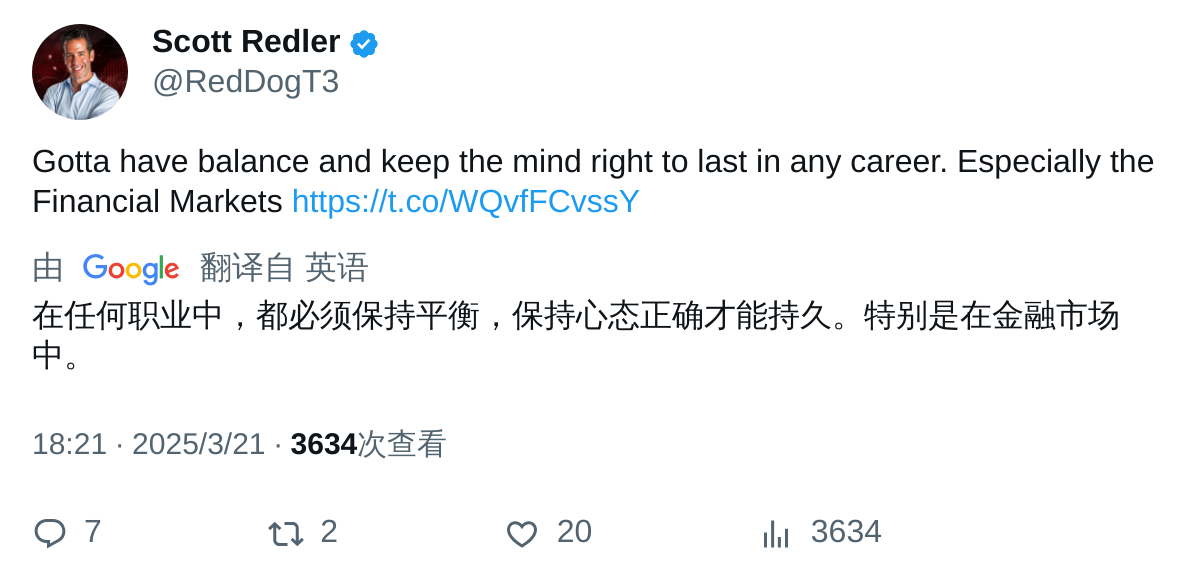 Scott Redler
@RedDogT3
Gotta have balance and keep the mind right to last in any career. Especially the
Financial Markets https://t.co/WQvfFCvssY
由 Google 翻译自 英语
在任何职业中，都必须保持平衡，保持心态正确才能持久。特别是在金融市场
中。
18:21 · 2025/3/21 · 3634次查看
7 2 20 3634